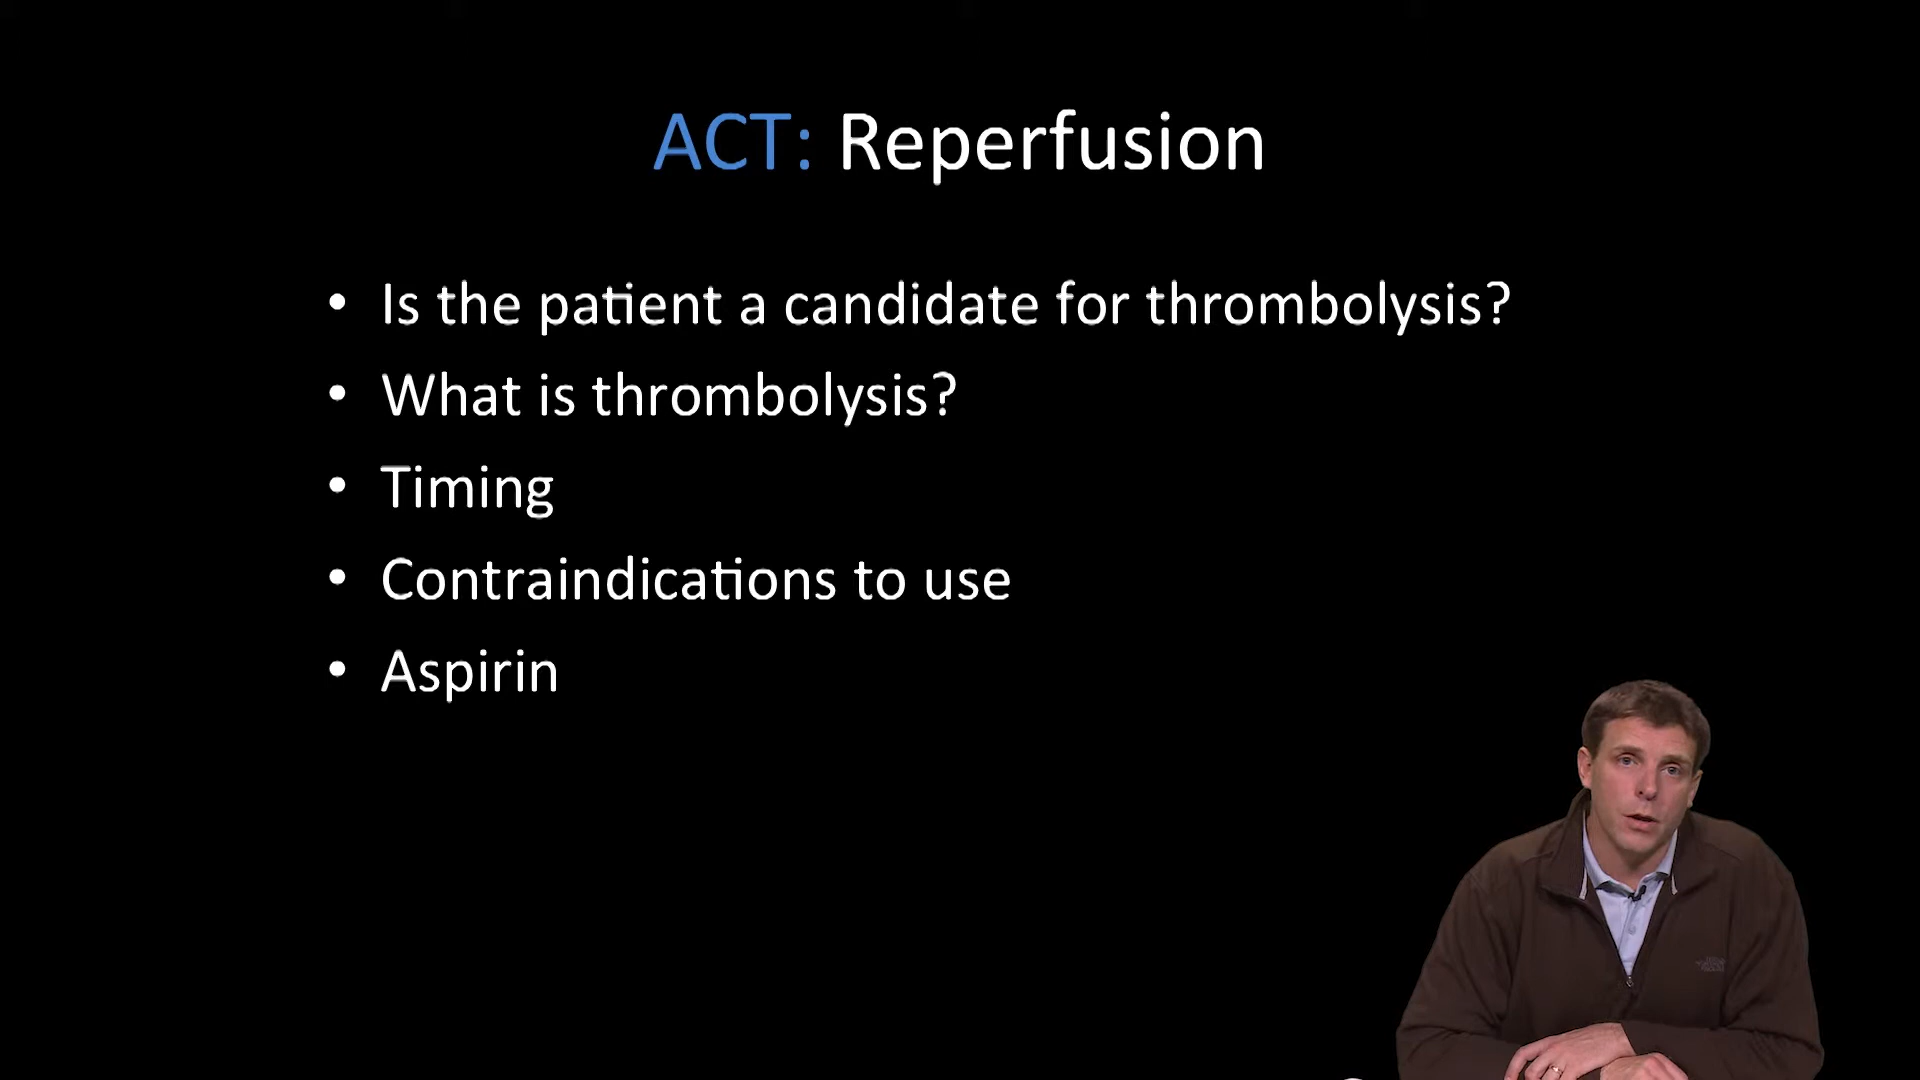 ACT: Reperfusion
• Is the patient a candidate for thrombolysis?
• What is thrombolysis?
• Timing
• Contraindications to use
• Aspirin